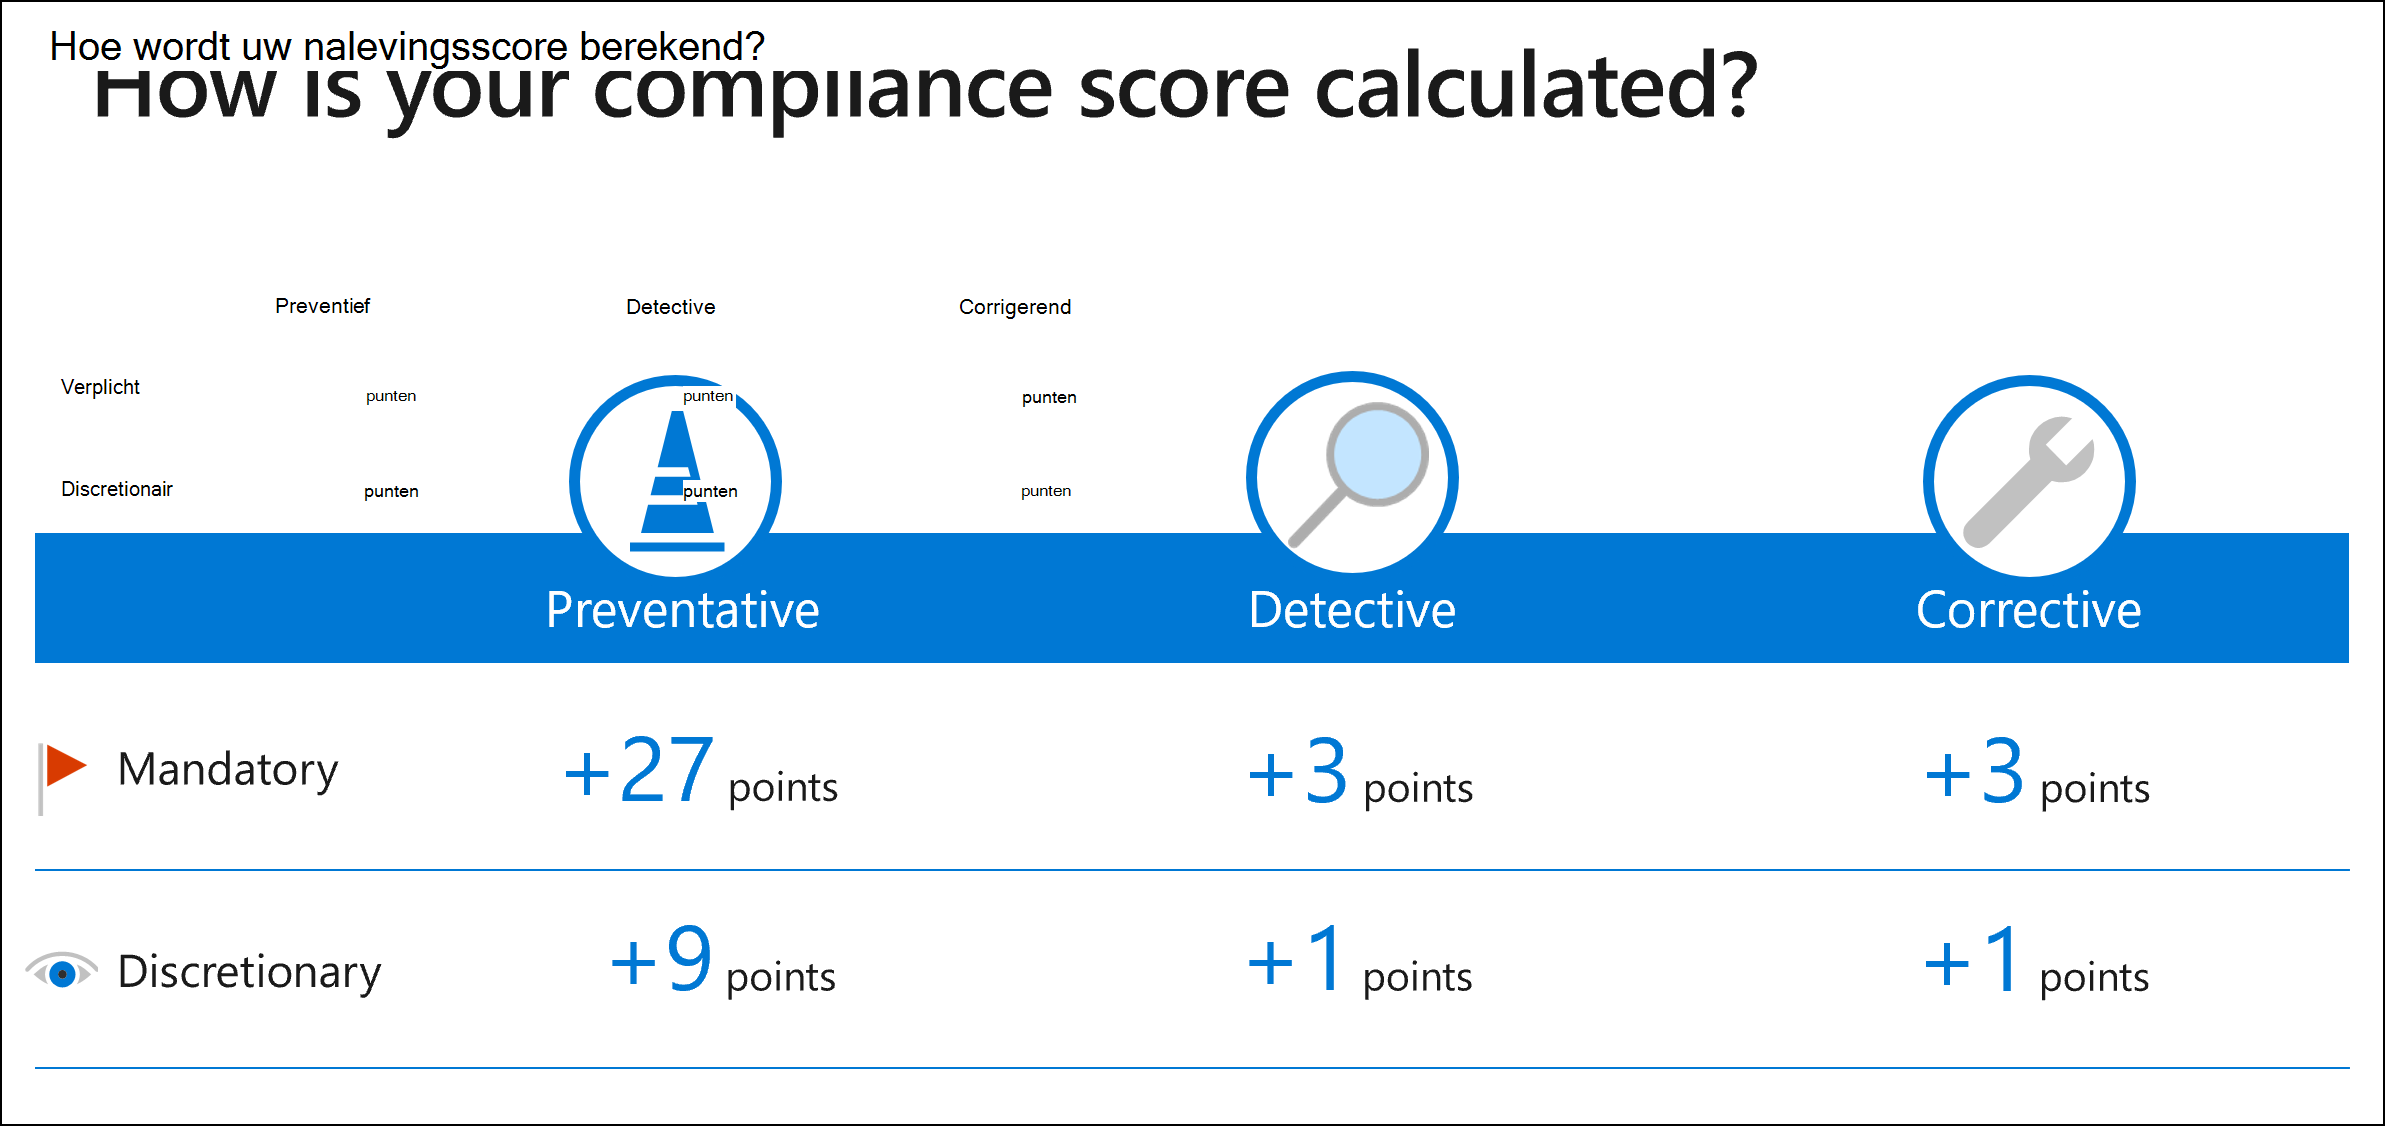 Hoe wordt uw nalevingsscore berekend?
How is your compliance score calculated?
Preventief Detective Corrigerend
Verplicht punten punten punten
Discretionair punten punten punten
Preventative Detective Corrective
Mandatory +27 points +3 points +3 points
Discretionary +9 points +1 points +1 points